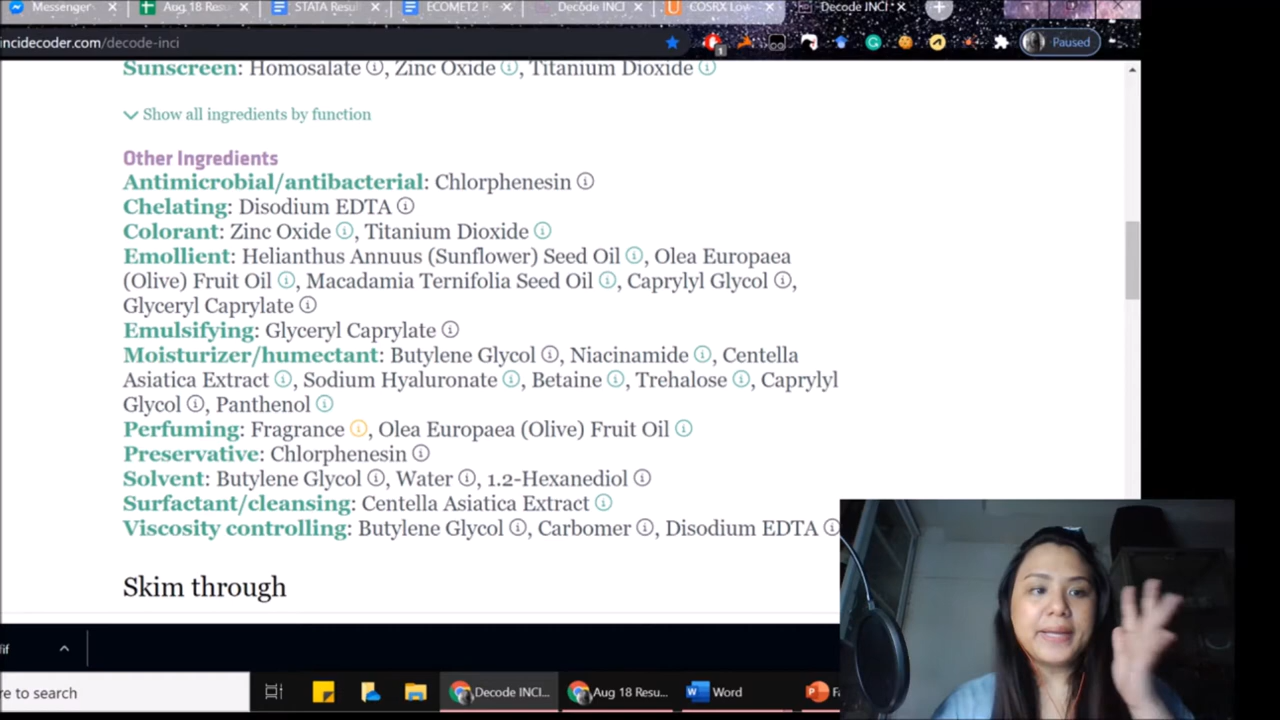 Messenger
Aug 18 Resu
STATA Resul
ECOMET2 F
Decode INCI
COSRX Low-
Decode INCI
incidecoder.com/decode-inci
1
Paused
Sunscreen: Homosalate, Zinc Oxide, Titanium Dioxide
Show all ingredients by function
Other Ingredients
Antimicrobial/antibacterial: Chlorphenesin
Chelating: Disodium EDTA
Colorant: Zinc Oxide, Titanium Dioxide
Emollient: Helianthus Annuus (Sunflower) Seed Oil, Olea Europaea
(Olive) Fruit Oil, Macadamia Ternifolia Seed Oil, Caprylyl Glycol,
Glyceryl Caprylate
Emulsifying: Glyceryl Caprylate
Moisturizer/humectant: Butylene Glycol, Niacinamide, Centella
Asiatica Extract, Sodium Hyaluronate, Betaine, Trehalose, Caprylyl
Glycol, Panthenol
Perfuming: Fragrance, Olea Europaea (Olive) Fruit Oil
Preservative: Chlorphenesin
Solvent: Butylene Glycol, Water, 1.2-Hexanediol
Surfactant/cleansing: Centella Asiatica Extract
Viscosity controlling: Butylene Glycol, Carbomer, Disodium EDTA
Skim through
fif
re to search
Decode INCI...
Aug 18 Resu...
Word
Fa